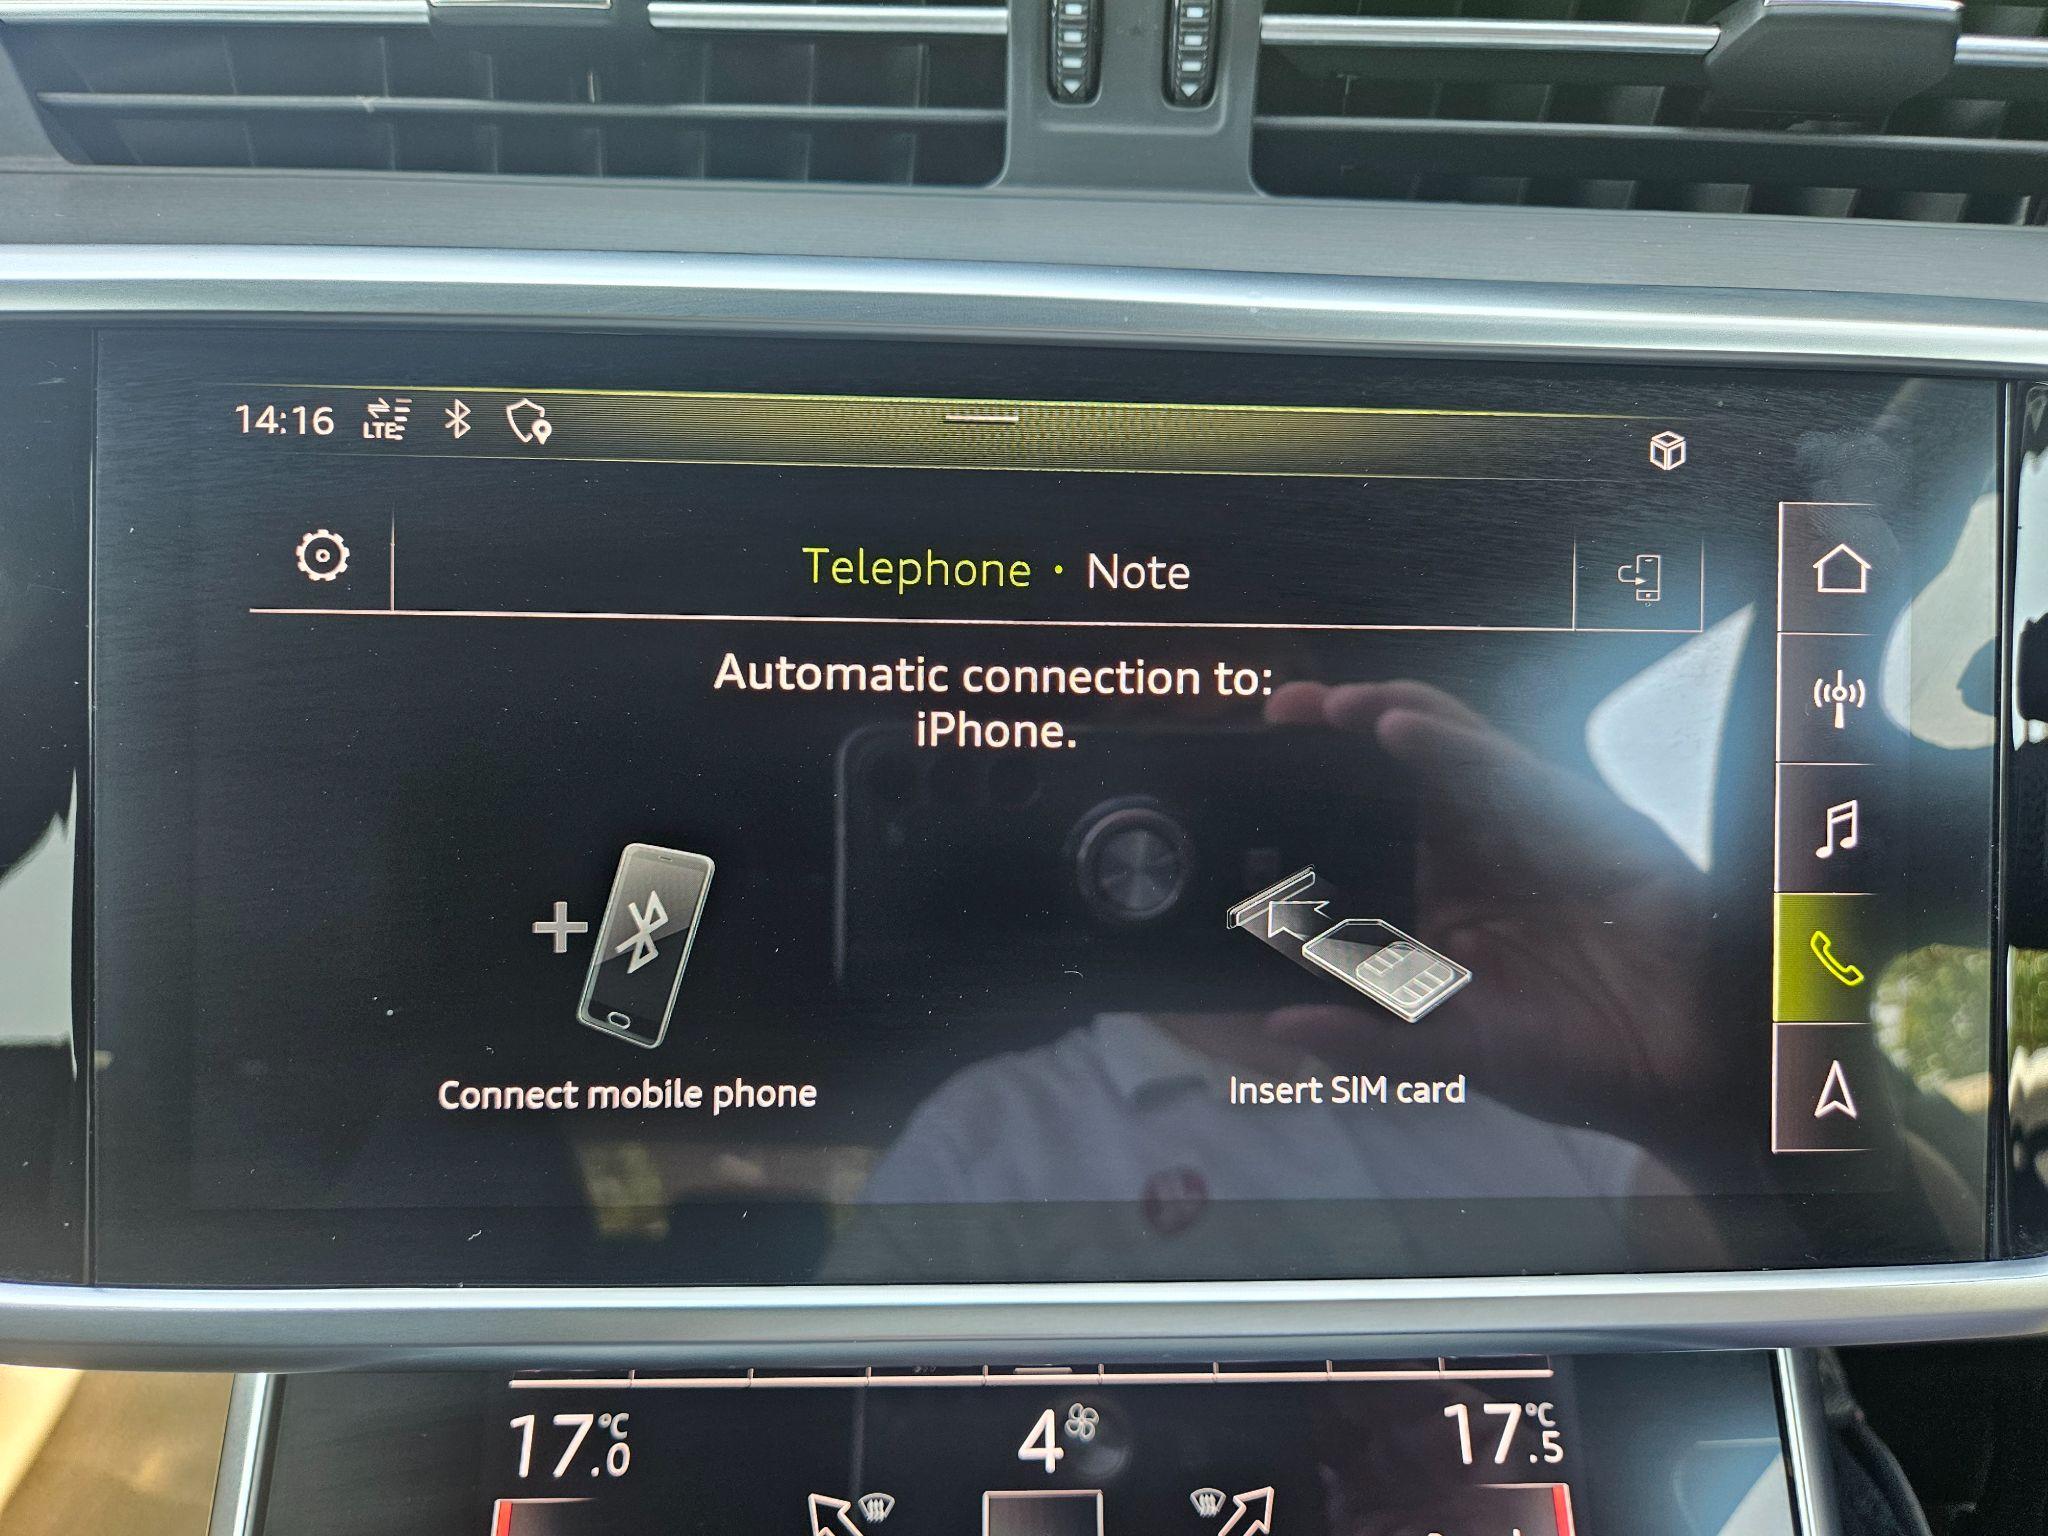 14:16 LTE
Telephone • Note
Automatic connection to:
iPhone.
Connect mobile phone
Insert SIM card
17.0 °C
4
17.5 °C